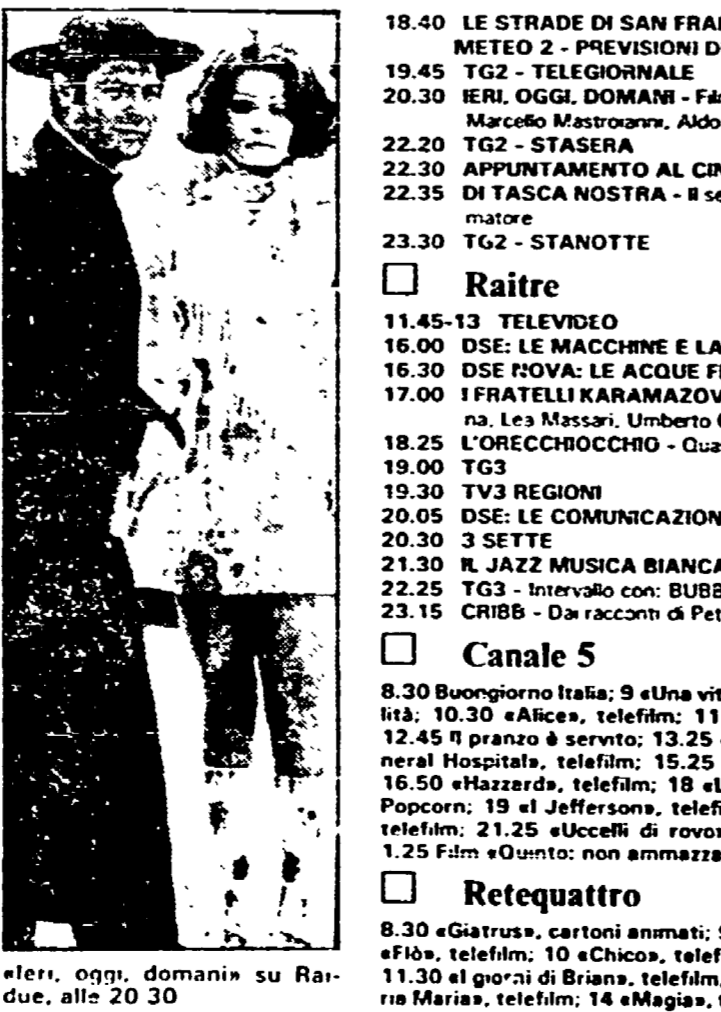 «Ieri, oggi, domani» su Rai-
due, alle 20 30
18.40 LE STRADE DI SAN FRA
METEO 2 - PREVISIONI D
19.45 TG2 - TELEGIORNALE
20.30 IERI, OGGI, DOMANI - Fil
Marcello Mastroianni, Aldo
22.20 TG2 - STASERA
22.30 APPUNTAMENTO AL CIN
22.35 DI TASCA NOSTRA - Il se
matore
23.30 TG2 - STANOTTE
Raitre
11.45-13 TELEVIDEO
16.00 DSE: LE MACCHINE E LA
16.30 DSE NOVA: LE ACQUE F
17.00 I FRATELLI KARAMAZOV
na, Lea Massari, Umberto
18.25 L'ORECCHIOCCHIO - Qua
19.00 TG3
19.30 TV3 REGIONI
20.05 DSE: LE COMUNICAZION
20.30 3 SETTE
21.30 IL JAZZ MUSICA BIANCA
22.25 TG3 - Intervallo con: BUBB
23.15 CRIBB - Dai racconti di Pet
Canale 5
8.30 Buongiorno Italia; 9 «Una vit
lità; 10.30 «Alice», telefilm; 11
12.45 Il pranzo è servito; 13.25
neral Hospital», telefilm; 15.25
16.50 «Hazzard», telefilm; 18 «L
Popcorn; 19 «I Jefferson», telefi
telefilm; 21.25 «Uccelli di rovo
1.25 Film «Quinto: non ammazza
Retequattro
8.30 «Giatrus», cartoni animati; 9
«Flò», telefilm; 10 «Chico», telef
11.30 «I giorni di Brian», telefilm,
ria Maria», telefilm; 14 «Magia», t